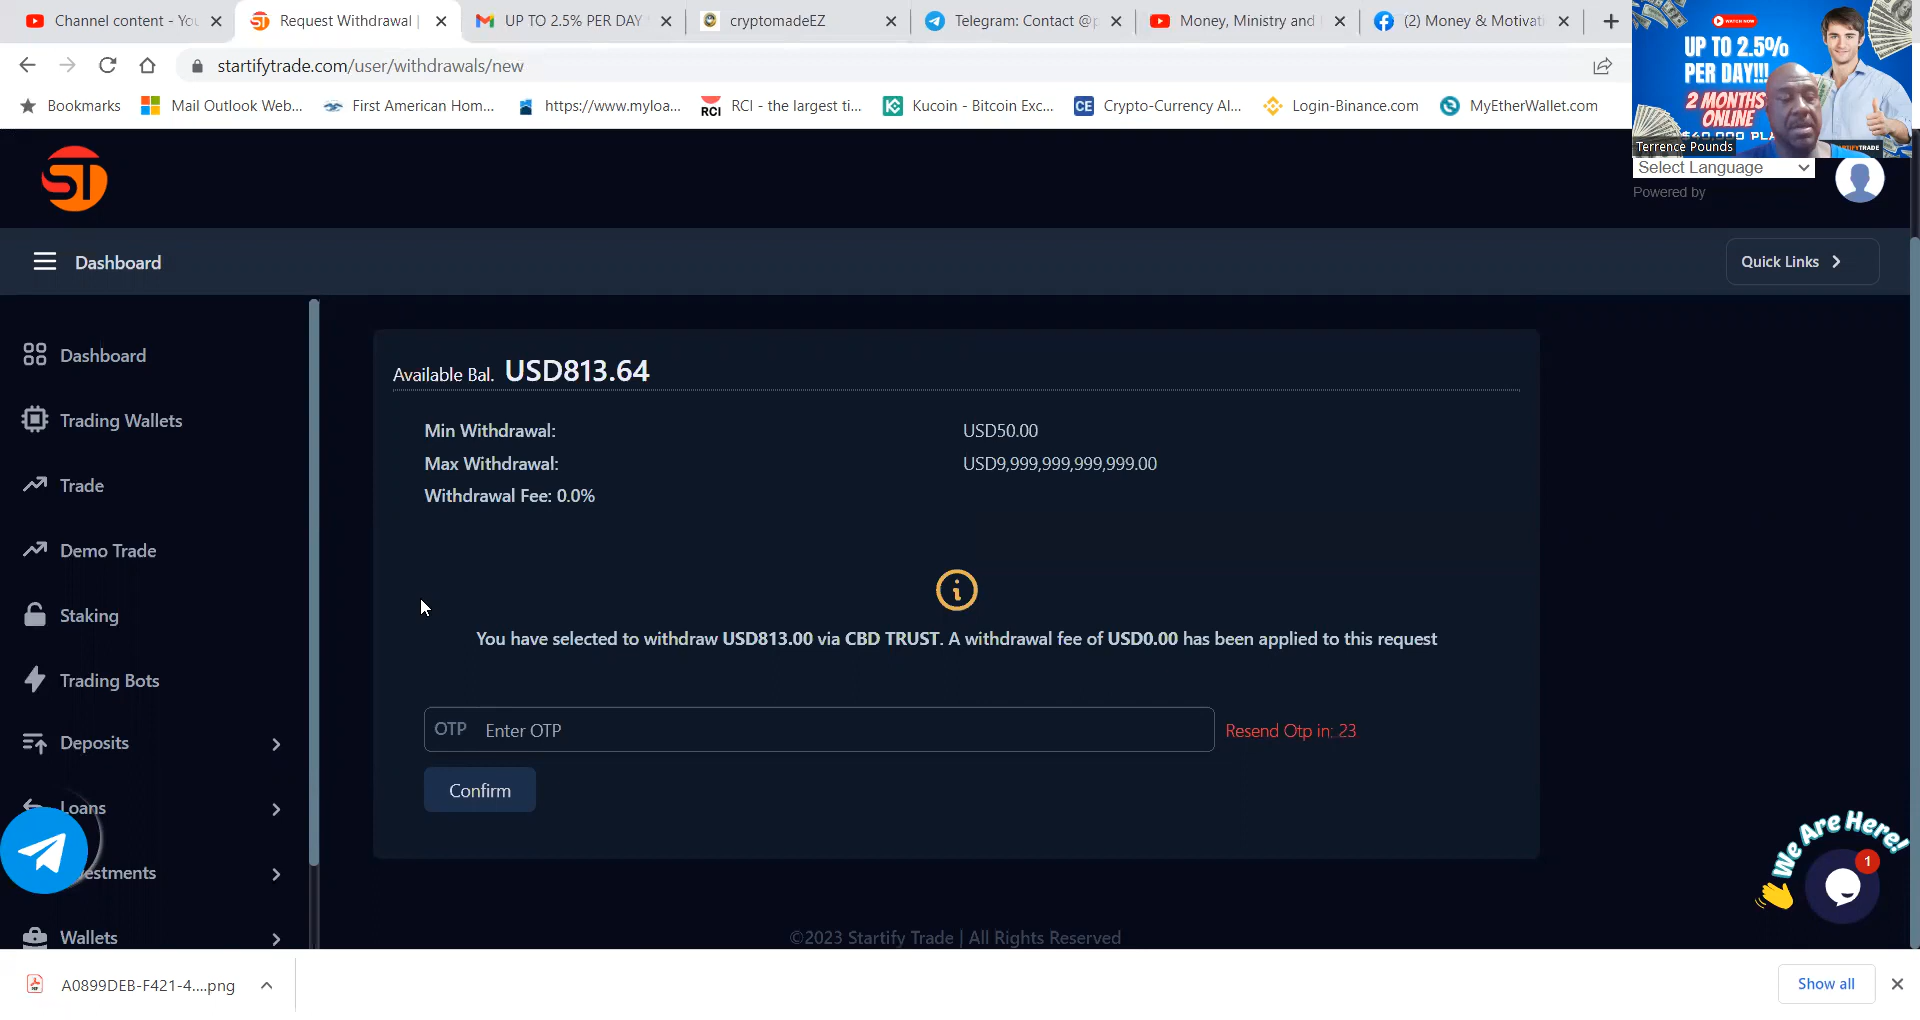 Channel content - You
Request Withdrawal |
UP TO 2.5% PER DAY
cryptomadeEZ
Telegram: Contact @p
Money, Ministry and
(2) Money & Motivati
startifytrade.com/user/withdrawals/new
Bookmarks
Mail Outlook Web...
First American Hom...
https://www.myloa...
RCI
RCI - the largest ti...
Kucoin - Bitcoin Exc...
CE
Crypto-Currency Al...
Login-Binance.com
MyEtherWallet.com
WATCH NOW
UP TO 2.5%
PER DAY!!!
2 MONTHS
ONLINE
Terrence Pounds
Select Language
Powered by
ST
Dashboard
Quick Links
Dashboard
Trading Wallets
Trade
Demo Trade
Staking
Trading Bots
Deposits
Loans
estments
Wallets
Available Bal. USD813.64
Min Withdrawal: USD50.00
Max Withdrawal: USD9,999,999,999,999.00
Withdrawal Fee: 0.0%
You have selected to withdraw USD813.00 via CBD TRUST. A withdrawal fee of USD0.00 has been applied to this request
OTP Enter OTP Resend Otp in: 23
Confirm
We Are Here!
1
©2023 Startify Trade | All Rights Reserved
A0899DEB-F421-4....png
Show all